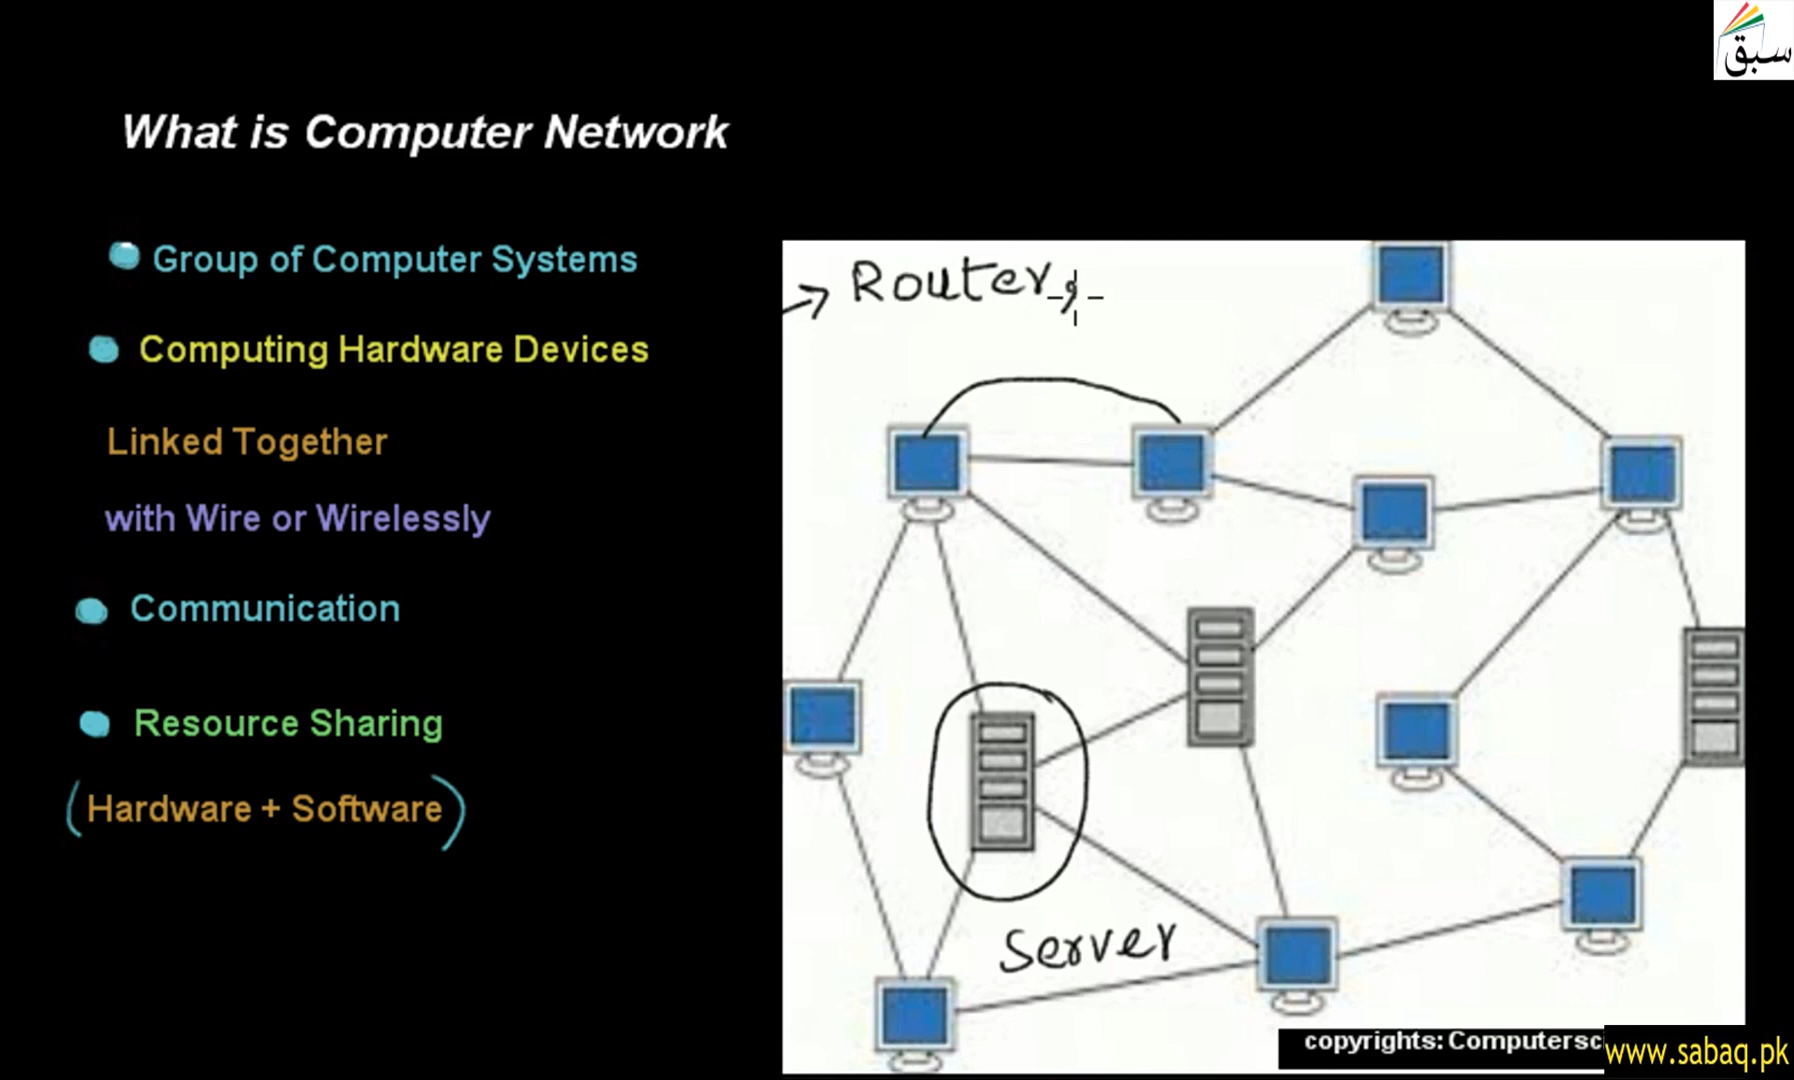 سبق
What is Computer Network
Group of Computer Systems
Computing Hardware Devices
Linked Together
with Wire or Wirelessly
Communication
Resource Sharing
(Hardware + Software)
→ Router,
Server
copyrights: Computersc
www.sabaq.pk